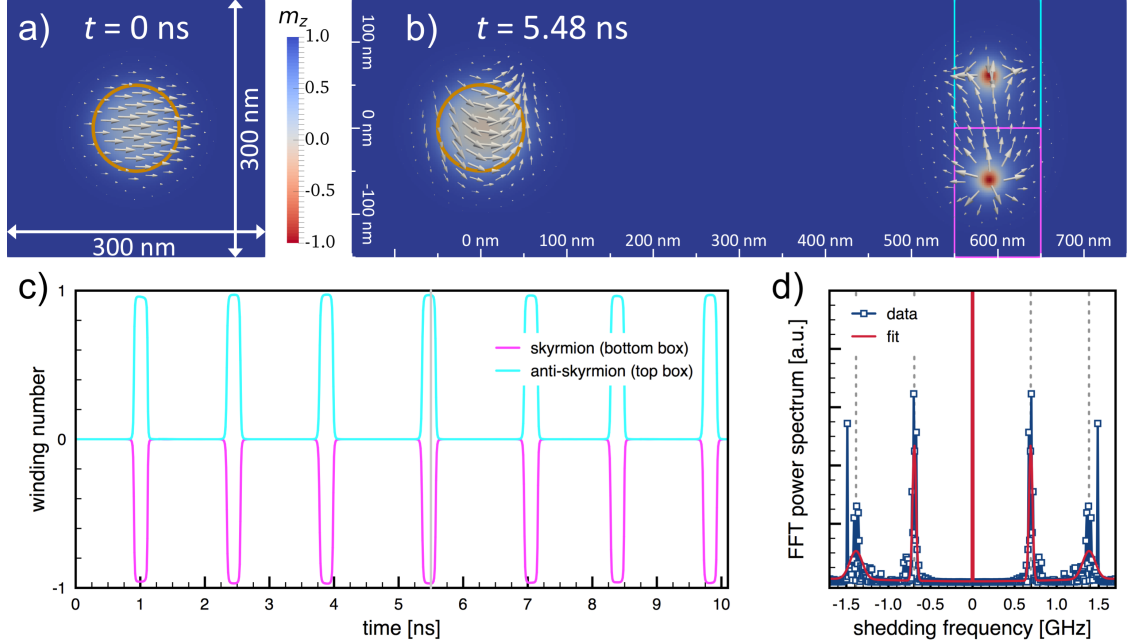 a)
t = 0 ns
300 nm
300 nm
m_z
1.0
0.5
0.0
-0.5
-1.0
b)
t = 5.48 ns
100 nm
0 nm
-100 nm
0 nm
100 nm
200 nm
300 nm
400 nm
500 nm
600 nm
700 nm
c)
1
0
-1
winding number
skyrmion (bottom box)
anti-skyrmion (top box)
0
1
2
3
4
5
6
7
8
9
10
time [ns]
d)
FFT power spectrum [a.u.]
data
fit
-1.5
-1.0
-0.5
0
0.5
1.0
1.5
shedding frequency [GHz]